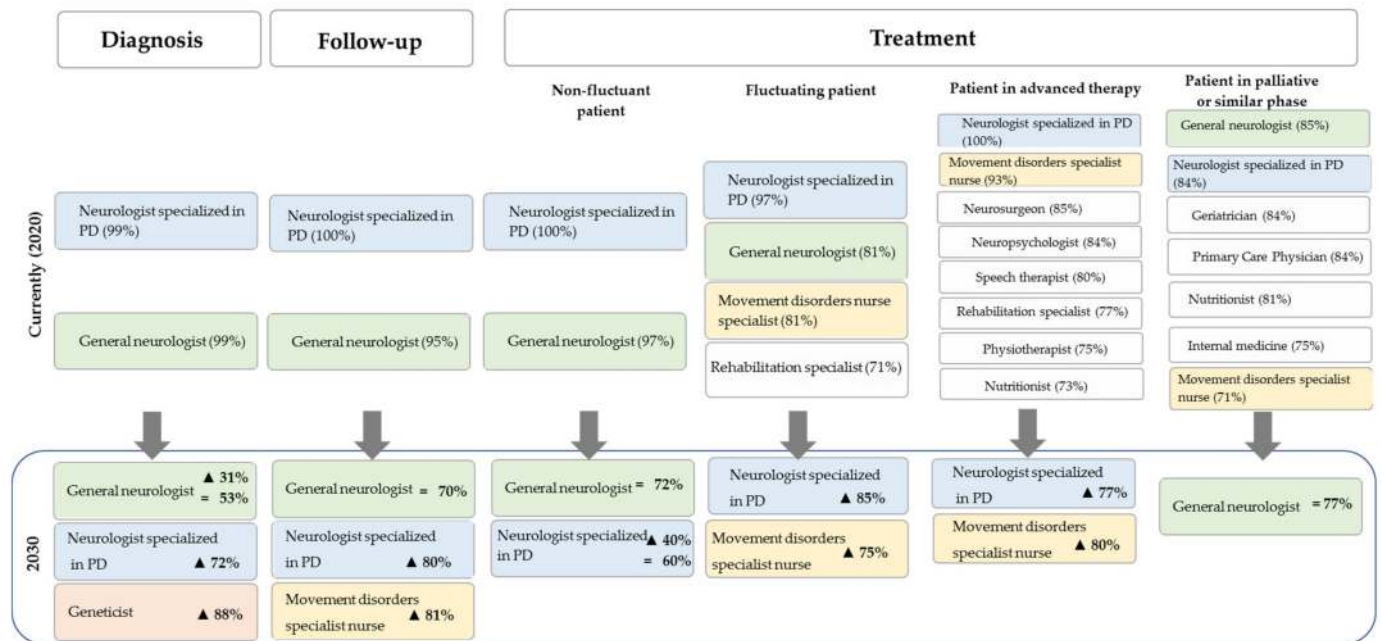 Diagnosis
Follow-up
Treatment
Non-fluctuant
patient
Fluctuating patient
Patient in advanced therapy
Patient in palliative
or similar phase
Currently (2020)
Neurologist specialized in
PD (99%)
General neurologist (99%)
Neurologist specialized in
PD (100%)
General neurologist (95%)
Neurologist specialized in
PD (100%)
General neurologist (97%)
Neurologist specialized in
PD (97%)
General neurologist (81%)
Movement disorders nurse
specialist (81%)
Rehabilitation specialist (71%)
Neurologist specialized in PD
(100%)
Movement disorders specialist
nurse (93%)
Neurosurgeon (85%)
Neuropsychologist (84%)
Speech therapist (80%)
Rehabilitation specialist (77%)
Physiotherapist (75%)
Nutritionist (73%)
General neurologist (85%)
Neurologist specialized in PD
(84%)
Geriatrician (84%)
Primary Care Physician (84%)
Nutritionist (81%)
Internal medicine (75%)
Movement disorders specialist
nurse (71%)
2030
General neurologist ▲ 31%
= 53%
Neurologist specialized
in PD ▲ 72%
Geneticist ▲ 88%
General neurologist = 70%
Neurologist specialized
in PD ▲ 80%
Movement disorders
specialist nurse ▲ 81%
General neurologist = 72%
Neurologist specialized ▲ 40%
in PD = 60%
Neurologist specialized
in PD ▲ 85%
Movement disorders
specialist nurse ▲ 75%
Neurologist specialized
in PD ▲ 77%
Movement disorders
specialist nurse ▲ 80%
General neurologist = 77%